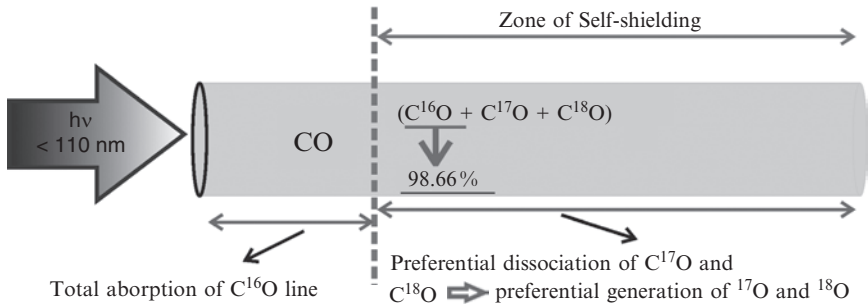 Zone of Self-shielding
hν
< 110 nm
CO
(C¹⁶O + C¹⁷O + C¹⁸O)
98.66%
Total aborption of C¹⁶O line
Preferential dissociation of C¹⁷O and
C¹⁸O ⇨ preferential generation of ¹⁷O and ¹⁸O